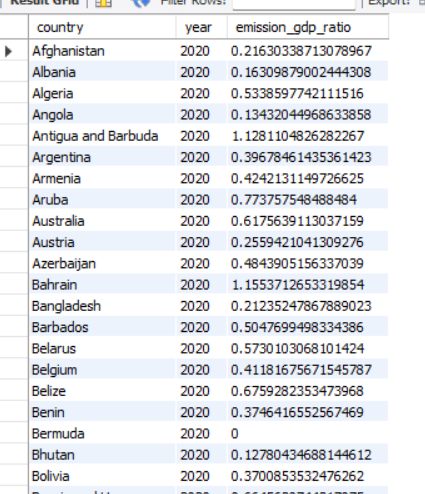 Result Grid Filter Rows: Export:
country year emission_gdp_ratio
Afghanistan 2020 0.21630338713078967
Albania 2020 0.16309879002444308
Algeria 2020 0.5338597742111516
Angola 2020 0.13432044968633858
Antigua and Barbuda 2020 1.1281104826282267
Argentina 2020 0.39678461435361423
Armenia 2020 0.4242131149726625
Aruba 2020 0.773757548488484
Australia 2020 0.6175639113037159
Austria 2020 0.2559421041309276
Azerbaijan 2020 0.4843905156337039
Bahrain 2020 1.1553712653319854
Bangladesh 2020 0.21235247867889023
Barbados 2020 0.5047699498334386
Belarus 2020 0.5730103068101424
Belgium 2020 0.41181675671545787
Belize 2020 0.6759282353473968
Benin 2020 0.3746416552567469
Bermuda 2020 0
Bhutan 2020 0.12780434688144612
Bolivia 2020 0.3700853532476262